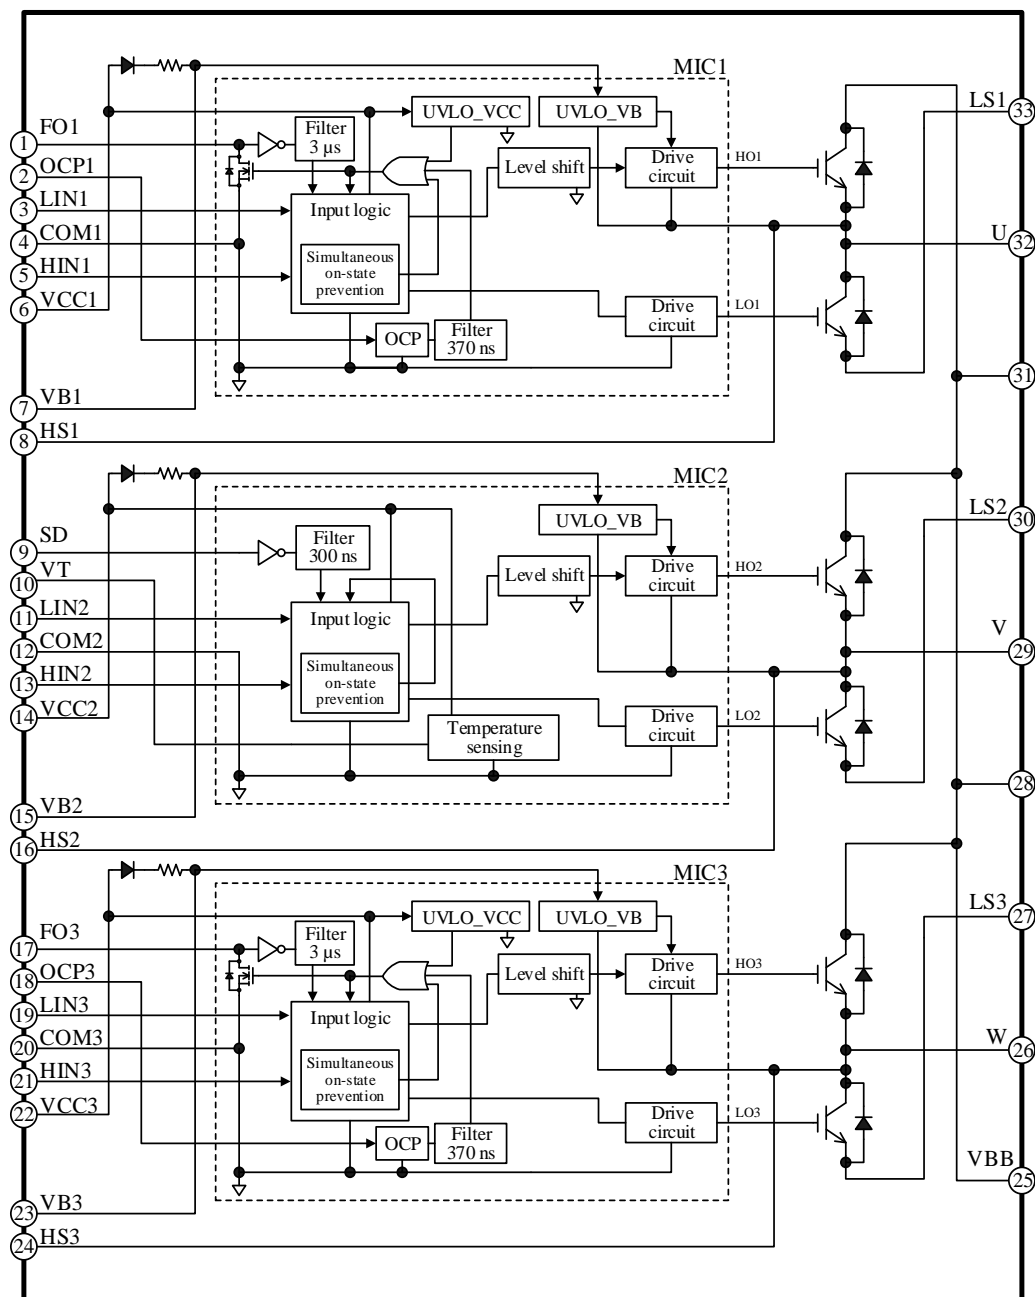 MIC1
UVLO_VCC
UVLO_VB
LS1
33
1
FO1
Filter
3 µs
2
OCP1
Level shift
Drive
circuit
HO1
3
LIN1
Input logic
4
COM1
U
32
5
HIN1
Simultaneous
on-state
prevention
6
VCC1
Drive
circuit
LO1
OCP
Filter
370 ns
31
7
VB1
8
HS1
MIC2
LS2
30
UVLO_VB
9
SD
Filter
300 ns
10
VT
Level shift
Drive
circuit
HO2
11
LIN2
Input logic
12
COM2
V
29
13
HIN2
Simultaneous
on-state
prevention
14
VCC2
Temperature
sensing
Drive
circuit
LO2
28
15
VB2
16
HS2
MIC3
UVLO_VCC
UVLO_VB
LS3
27
17
FO3
Filter
3 µs
18
OCP3
Level shift
Drive
circuit
HO3
19
LIN3
Input logic
20
COM3
W
26
21
HIN3
Simultaneous
on-state
prevention
22
VCC3
Drive
circuit
LO3
OCP
Filter
370 ns
VBB
25
23
VB3
24
HS3